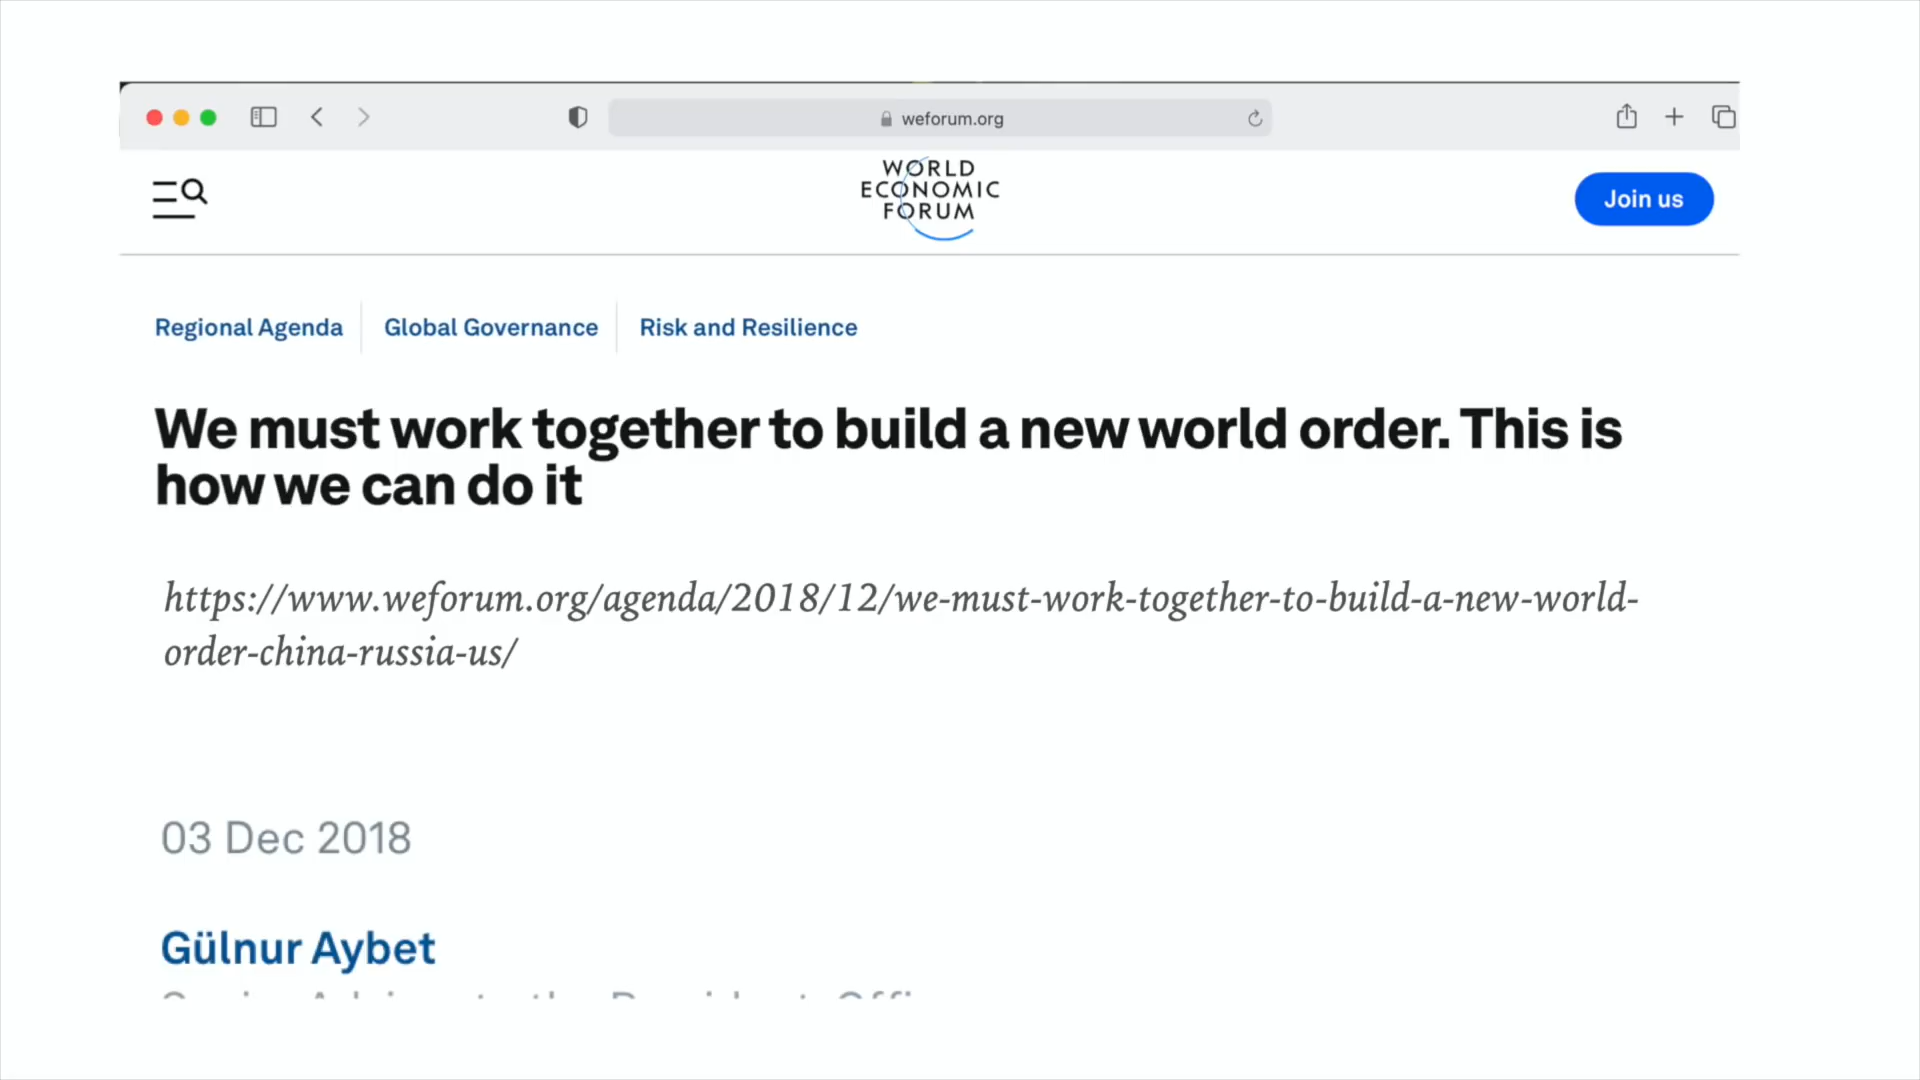 weforum.org
WORLD
ECONOMIC
FORUM
Join us
Regional Agenda
Global Governance
Risk and Resilience
We must work together to build a new world order. This is
how we can do it
https://www.weforum.org/agenda/2018/12/we-must-work-together-to-build-a-new-world-
order-china-russia-us/
03 Dec 2018
Gülnur Aybet